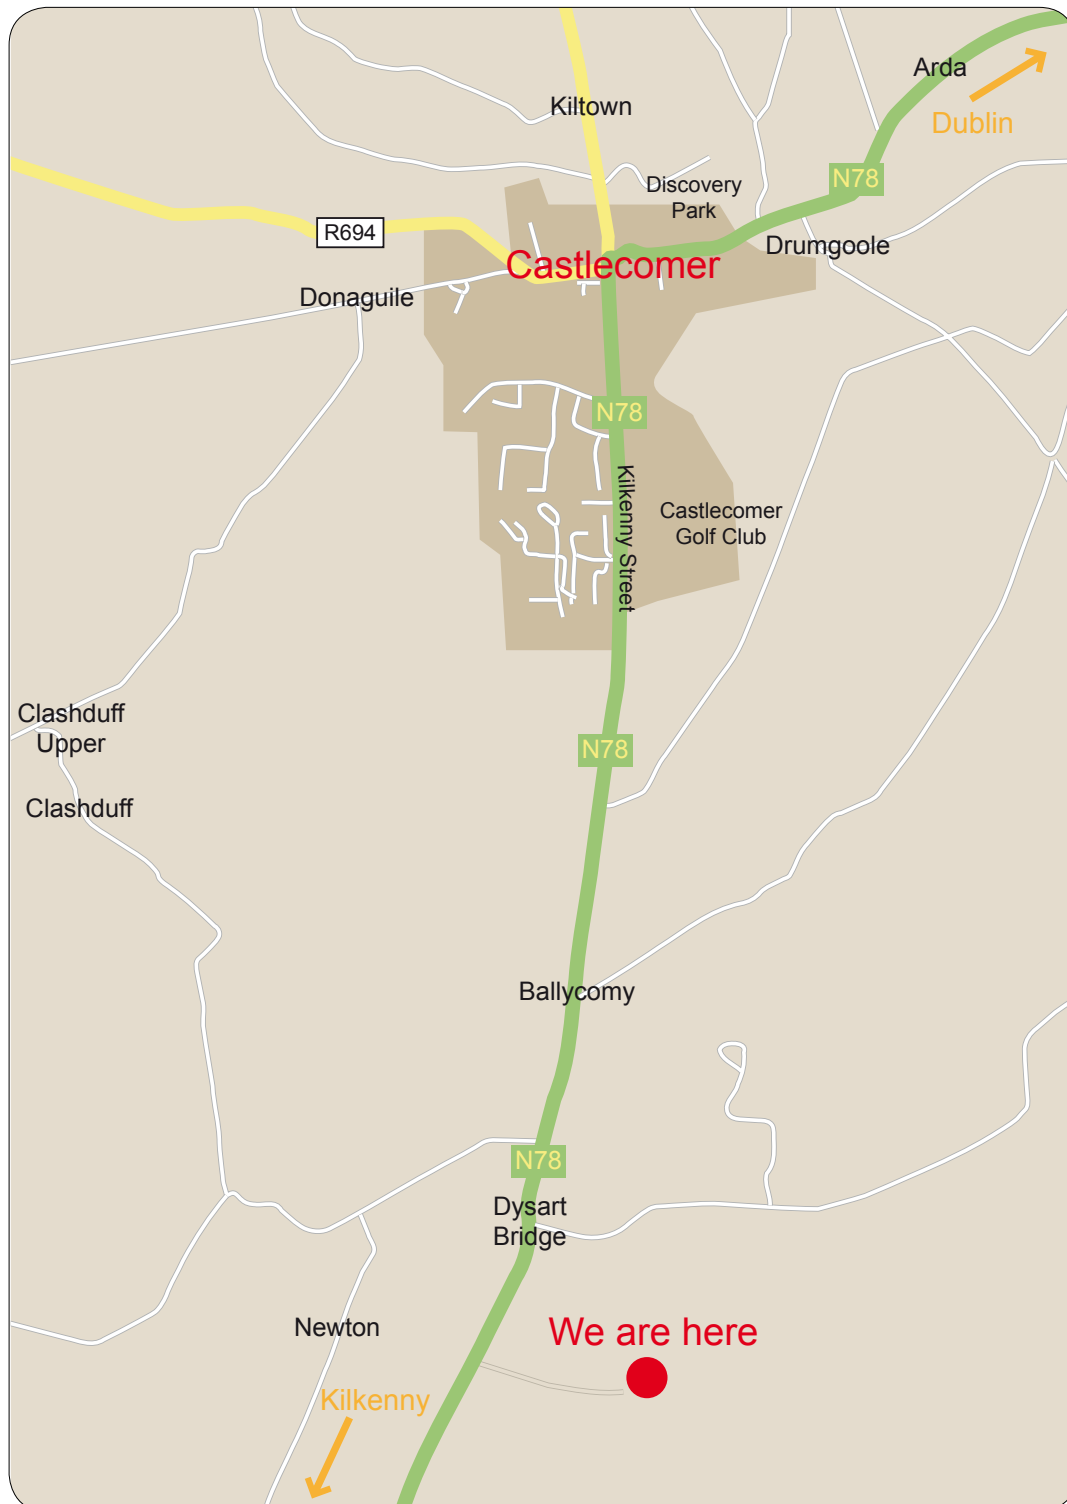 Arda
Kiltown
Dublin
N78
Discovery
Park
R694
Drumgoole
Castlecomer
Donaguile
N78
Kilkenny Street
Castlecomer
Golf Club
Clashduff
Upper
N78
Clashduff
Ballycomy
N78
Dysart
Bridge
Newton
We are here
Kilkenny